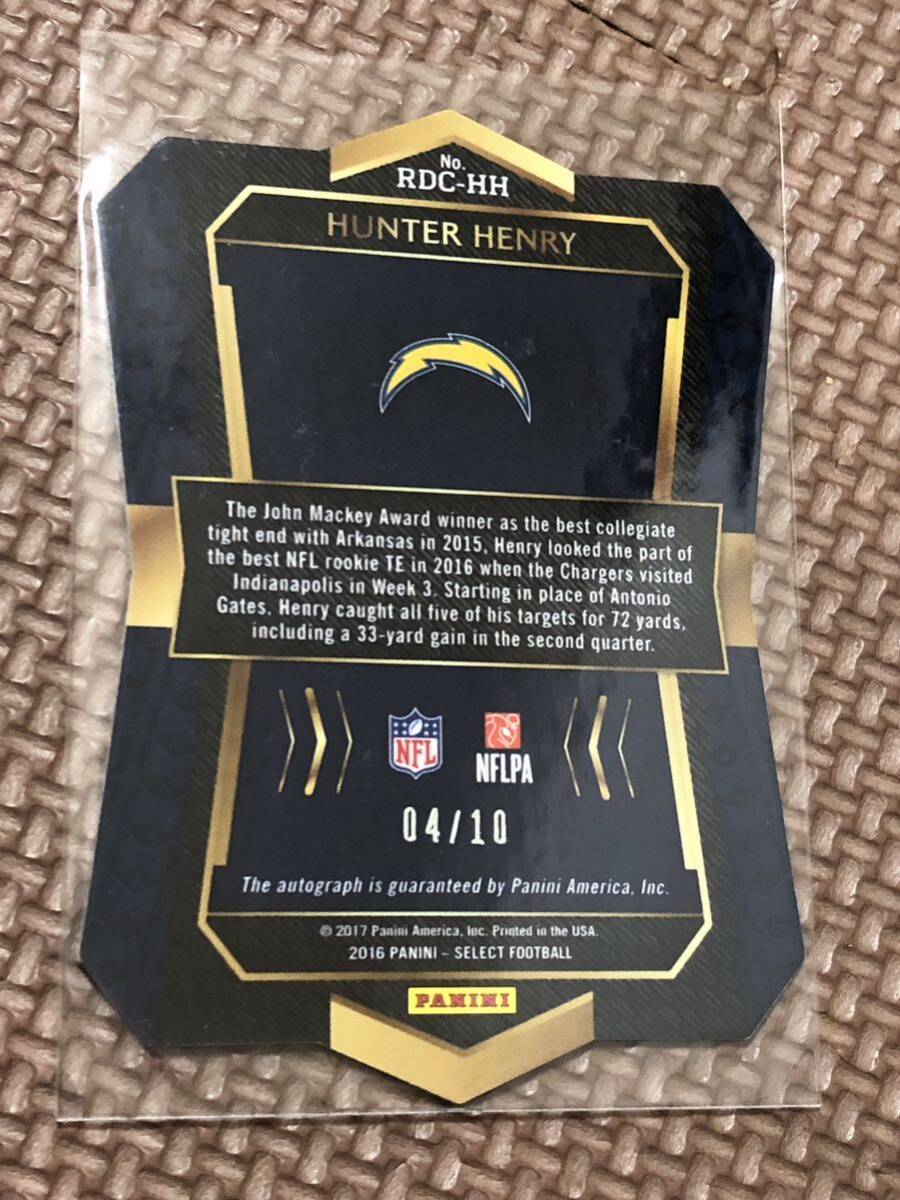 No.
RDC-HH
HUNTER HENRY
The John Mackey Award winner as the best collegiate
tight end with Arkansas in 2015, Henry looked the part of
the best NFL rookie TE in 2016 when the Chargers visited
Indianapolis in Week 3. Starting in place of Antonio
Gates, Henry caught all five of his targets for 72 yards,
including a 33-yard gain in the second quarter.
NFL
NFLPA
04/10
The autograph is guaranteed by Panini America, Inc.
© 2017 Panini America, Inc. Printed in the USA.
2016 PANINI – SELECT FOOTBALL
PANINI